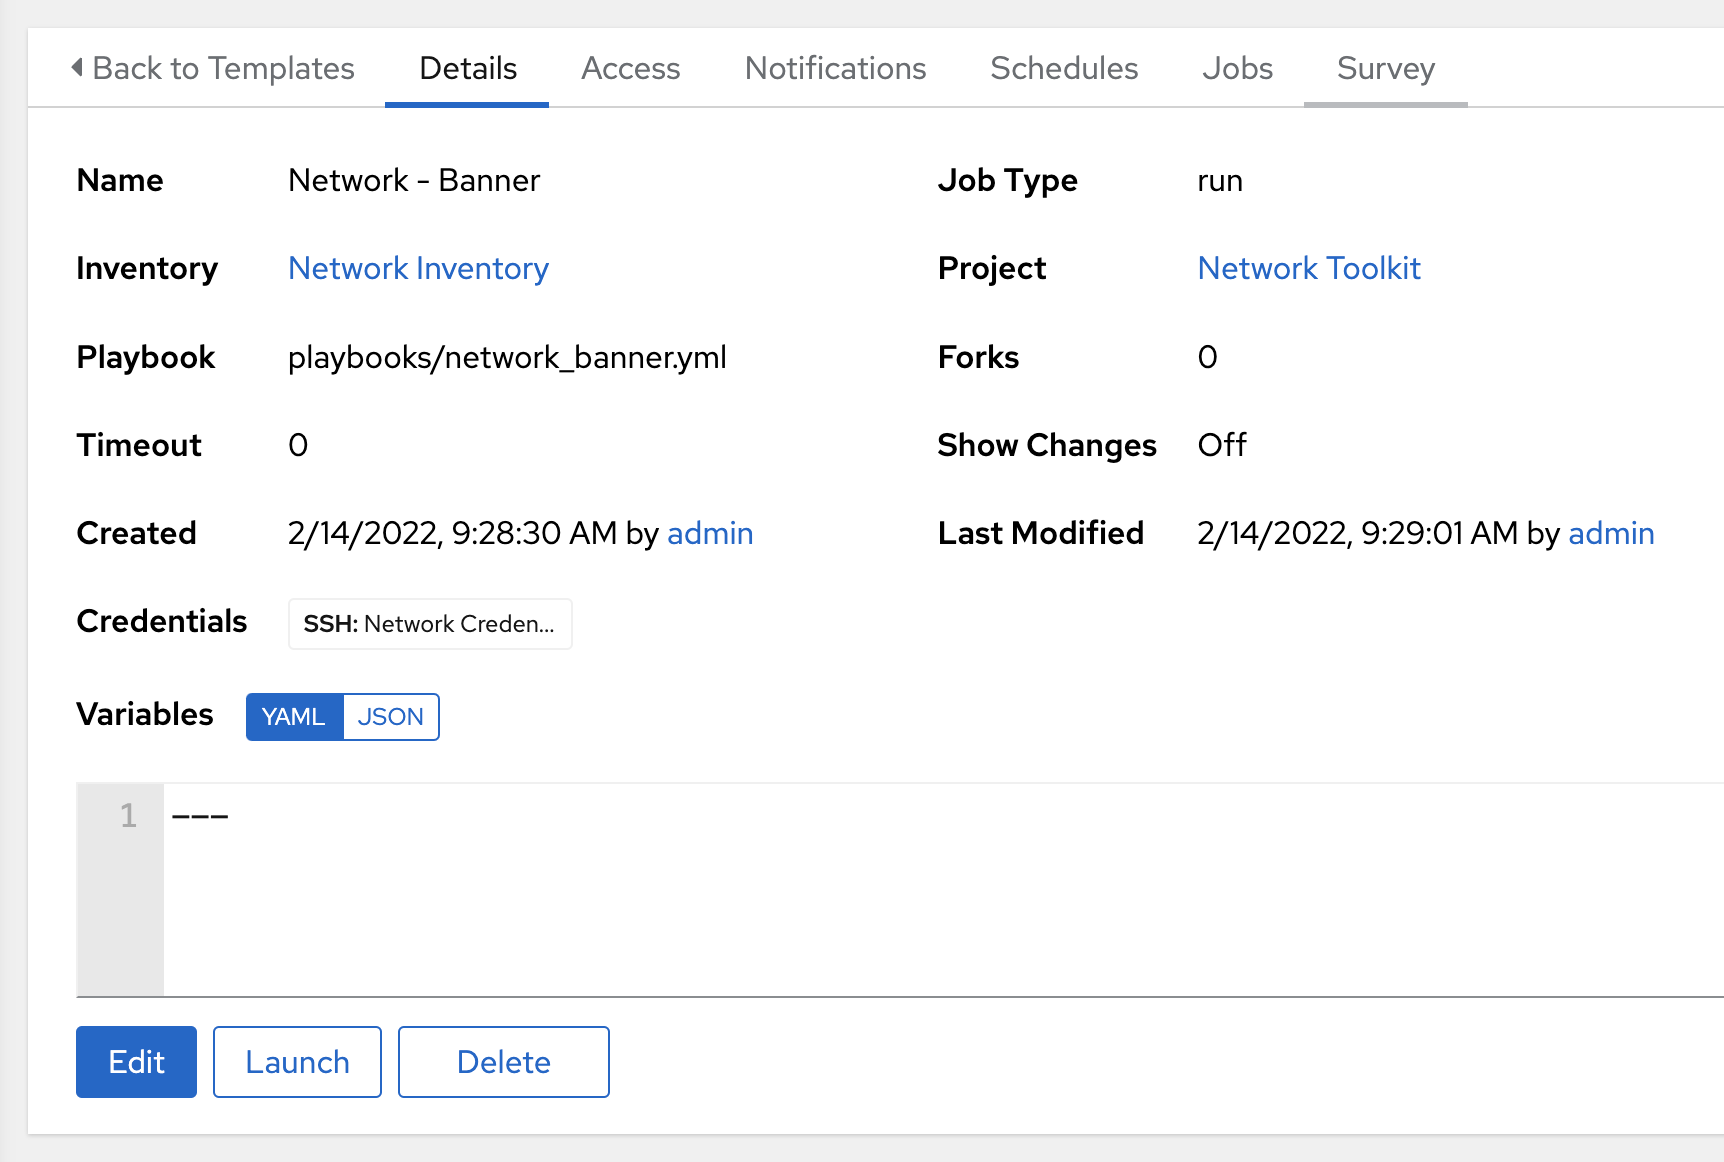 Back to Templates Details Access Notifications Schedules Jobs Survey
Name Network - Banner Job Type run
Inventory Network Inventory Project Network Toolkit
Playbook playbooks/network_banner.yml Forks 0
Timeout 0 Show Changes Off
Created 2/14/2022, 9:28:30 AM by admin Last Modified 2/14/2022, 9:29:01 AM by admin
Credentials SSH: Network Creden...
Variables YAML JSON
1 ---
Edit Launch Delete